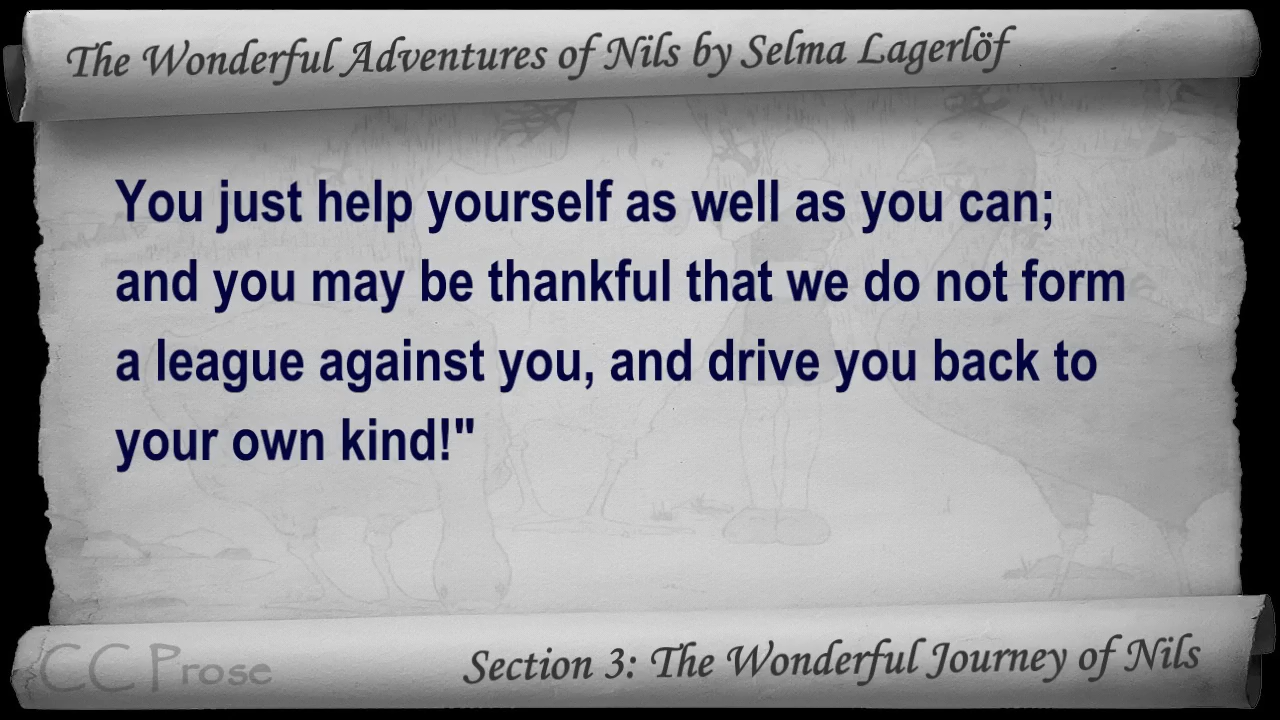 The Wonderful Adventures of Nils by Selma Lagerlöf
You just help yourself as well as you can;
and you may be thankful that we do not form
a league against you, and drive you back to
your own kind!"
CC Prose
Section 3: The Wonderful Journey of Nils